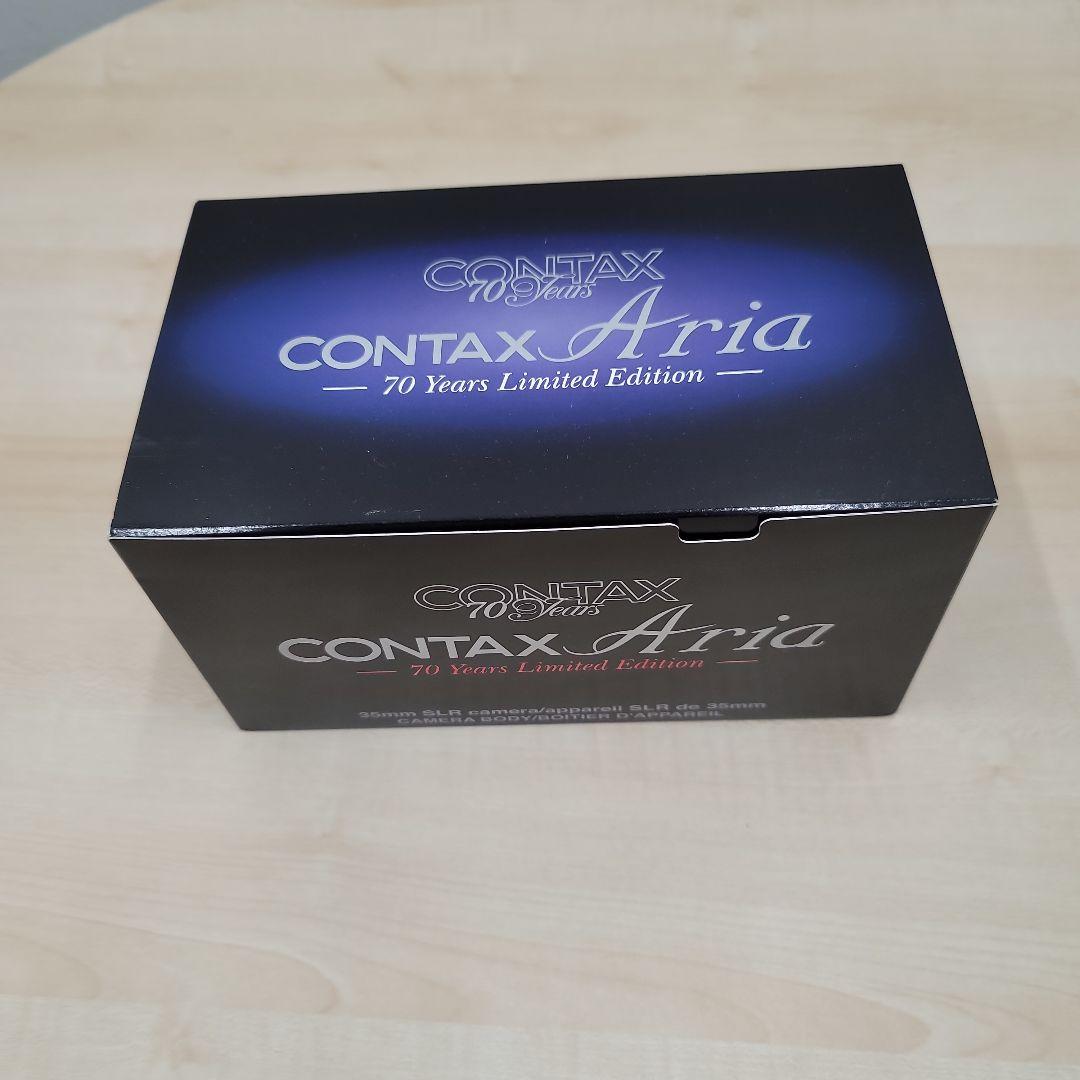 CONTAX
70 Years
CONTAX Aria
70 Years Limited Edition
CONTAX
70 Years
CONTAX Aria
70 Years Limited Edition
35mm SLR camera/appareil SLR de 35mm
CAMERA BODY/BOITIER D'APPAREIL